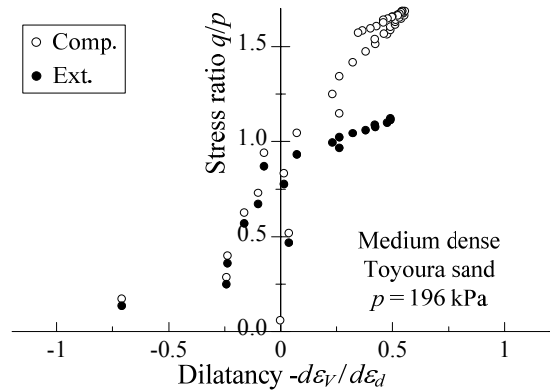 Comp.
Ext.
Stress ratio q/p
1.5
1.0
0.5
0.0
-1
-0.5
0
0.5
1
Medium dense
Toyoura sand
p = 196 kPa
Dilatancy -dεV / dεd